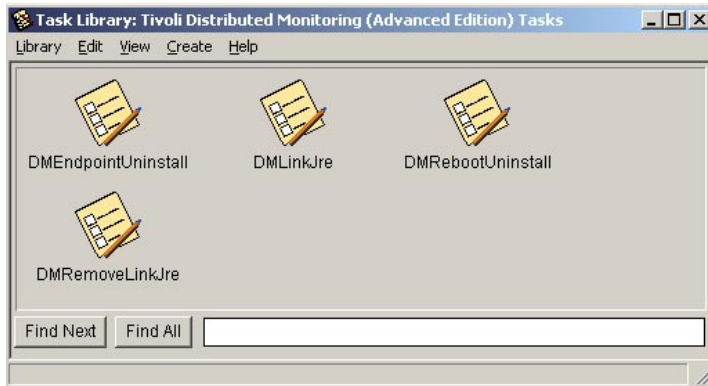 Task Library: Tivoli Distributed Monitoring (Advanced Edition) Tasks
Library Edit View Create Help
DMEndpointUninstall DMLinkJre DMRebootUninstall
DMRemoveLinkJre
Find Next Find All